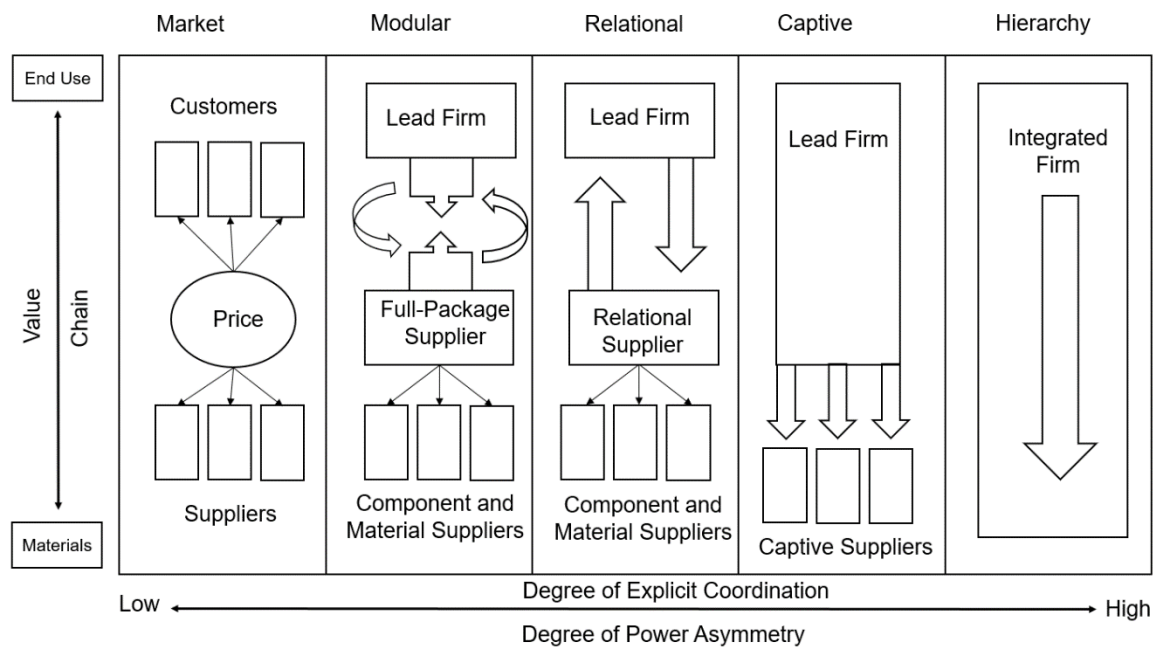 Market
Modular
Relational
Captive
Hierarchy
End Use
Value
Chain
Materials
Customers
Price
Suppliers
Lead Firm
Full-Package
Supplier
Component and
Material Suppliers
Lead Firm
Relational
Supplier
Component and
Material Suppliers
Lead Firm
Captive Suppliers
Integrated
Firm
Degree of Explicit Coordination
Low
High
Degree of Power Asymmetry